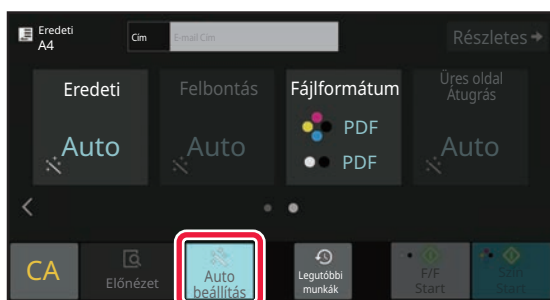 Eredeti
A4
Cím
E-mail Cím
Részletes
Eredeti
Auto
Felbontás
Auto
Fájlformátum
PDF
PDF
Üres oldal
Átugrás
Auto
CA
Előnézet
Auto
beállítás
Legutóbbi
munkák
F/F
Start
Szín
Start